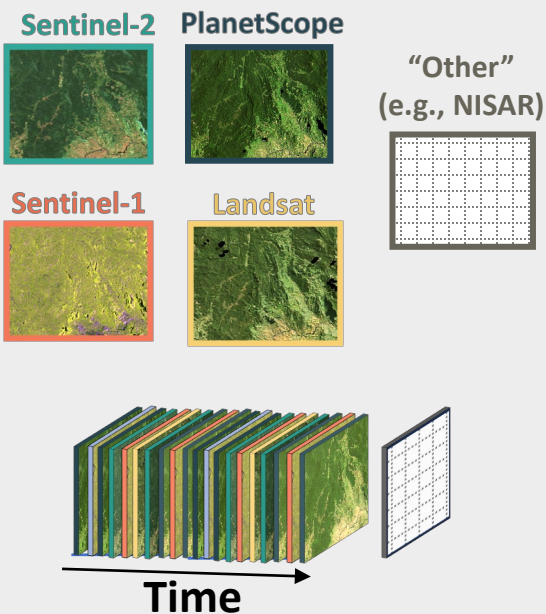 Sentinel-2
PlanetScope
“Other”
(e.g., NISAR)
Sentinel-1
Landsat
Time